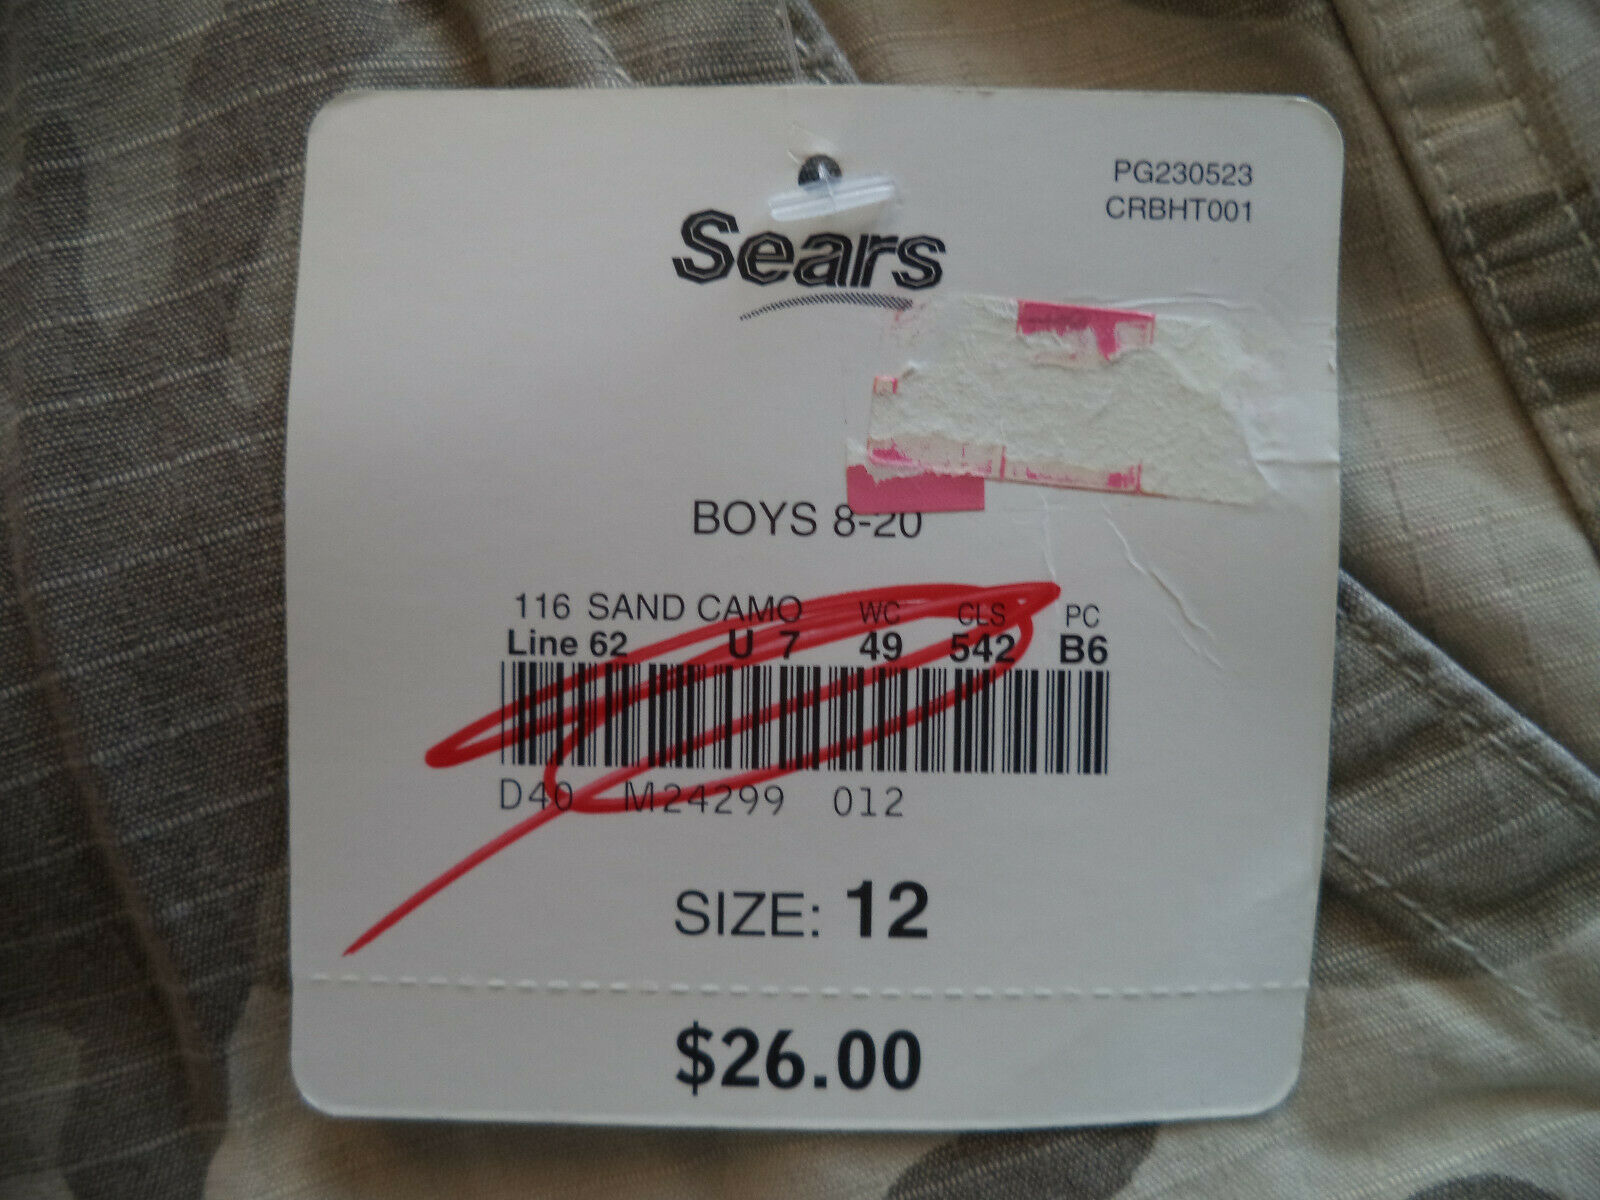 PG230523
CRBHT001
Sears
BOYS 8-20
116 SAND CAMO WC CLS PC
Line 62 U 7 49 542 B6
D40 M24299 012
SIZE: 12
$26.00